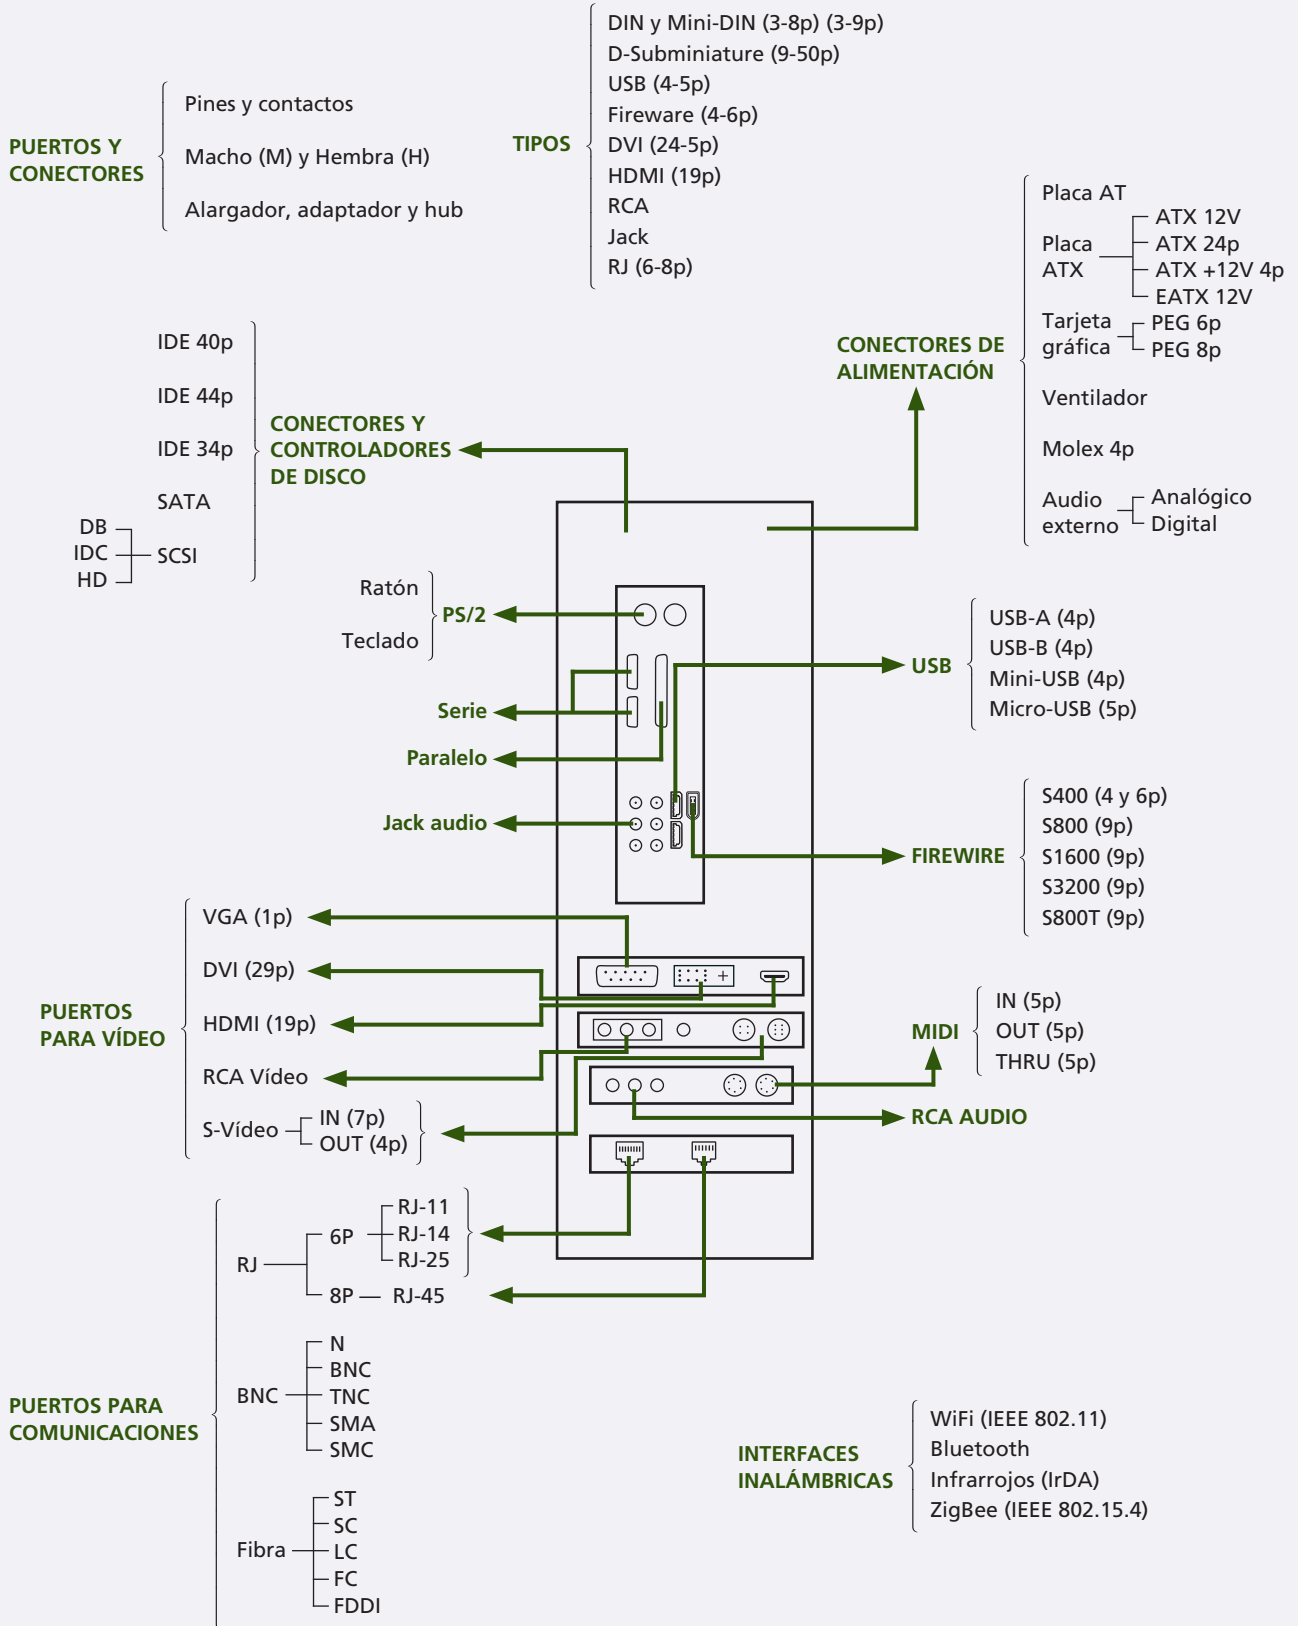 PUERTOS Y
CONECTORES
Pines y contactos
Macho (M) y Hembra (H)
Alargador, adaptador y hub
TIPOS
DIN y Mini-DIN (3-8p) (3-9p)
D-Subminiature (9-50p)
USB (4-5p)
Fireware (4-6p)
DVI (24-5p)
HDMI (19p)
RCA
Jack
RJ (6-8p)
CONECTORES DE
ALIMENTACIÓN
Placa AT
Placa
ATX
ATX 12V
ATX 24p
ATX +12V 4p
EATX 12V
Tarjeta
gráfica
PEG 6p
PEG 8p
Ventilador
Molex 4p
Audio
externo
Analógico
Digital
IDE 40p
IDE 44p
IDE 34p
SATA
DB
IDC
HD
SCSI
CONECTORES Y
CONTROLADORES
DE DISCO
Ratón
Teclado
PS/2
Serie
Paralelo
Jack audio
USB
USB-A (4p)
USB-B (4p)
Mini-USB (4p)
Micro-USB (5p)
FIREWIRE
S400 (4 y 6p)
S800 (9p)
S1600 (9p)
S3200 (9p)
S800T (9p)
PUERTOS
PARA VÍDEO
VGA (1p)
DVI (29p)
HDMI (19p)
RCA Vídeo
S-Vídeo
IN (7p)
OUT (4p)
MIDI
IN (5p)
OUT (5p)
THRU (5p)
RCA AUDIO
PUERTOS PARA
COMUNICACIONES
RJ
6P
RJ-11
RJ-14
RJ-25
8P
RJ-45
BNC
N
BNC
TNC
SMA
SMC
Fibra
ST
SC
LC
FC
FDDI
INTERFACES
INALÁMBRICAS
WiFi (IEEE 802.11)
Bluetooth
Infrarrojos (IrDA)
ZigBee (IEEE 802.15.4)